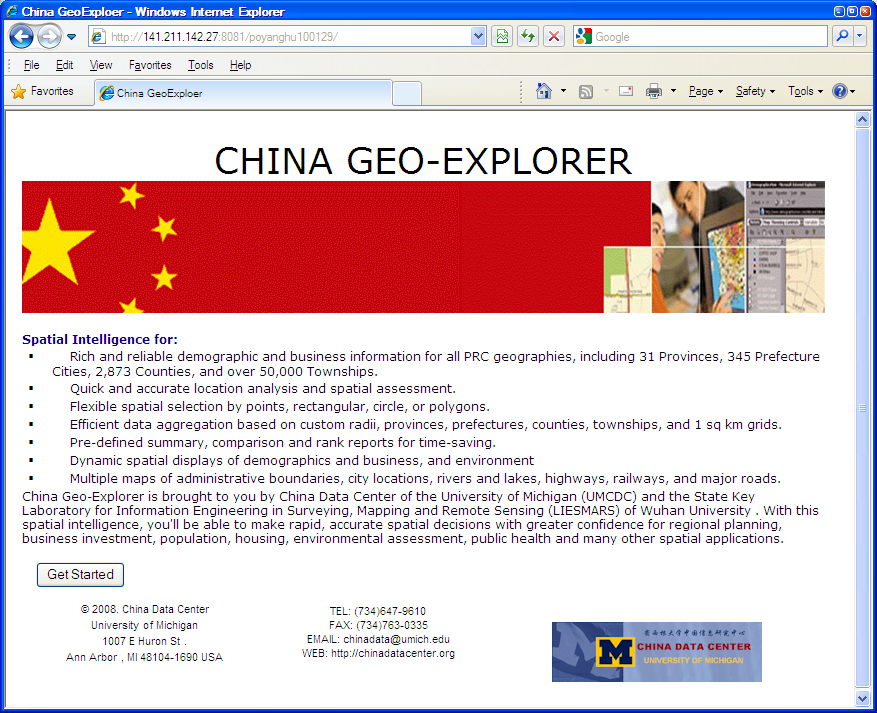 China GeoExploer - Windows Internet Explorer
http://141.211.142.27:8081/poyanghu100129/
Google
File Edit View Favorites Tools Help
Favorites China GeoExploer Page Safety Tools
CHINA GEO-EXPLORER
Spatial Intelligence for:
Rich and reliable demographic and business information for all PRC geographies, including 31 Provinces, 345 Prefecture
Cities, 2,873 Counties, and over 50,000 Townships.
Quick and accurate location analysis and spatial assessment.
Flexible spatial selection by points, rectangular, circle, or polygons.
Efficient data aggregation based on custom radii, provinces, prefectures, counties, townships, and 1 sq km grids.
Pre-defined summary, comparison and rank reports for time-saving.
Dynamic spatial displays of demographics and business, and environment
Multiple maps of administrative boundaries, city locations, rivers and lakes, highways, railways, and major roads.
China Geo-Explorer is brought to you by China Data Center of the University of Michigan (UMCDC) and the State Key
Laboratory for Information Engineering in Surveying, Mapping and Remote Sensing (LIESMARS) of Wuhan University . With this
spatial intelligence, you'll be able to make rapid, accurate spatial decisions with greater confidence for regional planning,
business investment, population, housing, environmental assessment, public health and many other spatial applications.
Get Started
© 2008. China Data Center
University of Michigan
1007 E Huron St .
Ann Arbor , MI 48104-1690 USA
TEL: (734)647-9610
FAX: (734)763-0335
EMAIL: chinadata@umich.edu
WEB: http://chinadatacenter.org
密西根大学中国信息研究中心
M CHINA DATA CENTER
UNIVERSITY OF MICHIGAN